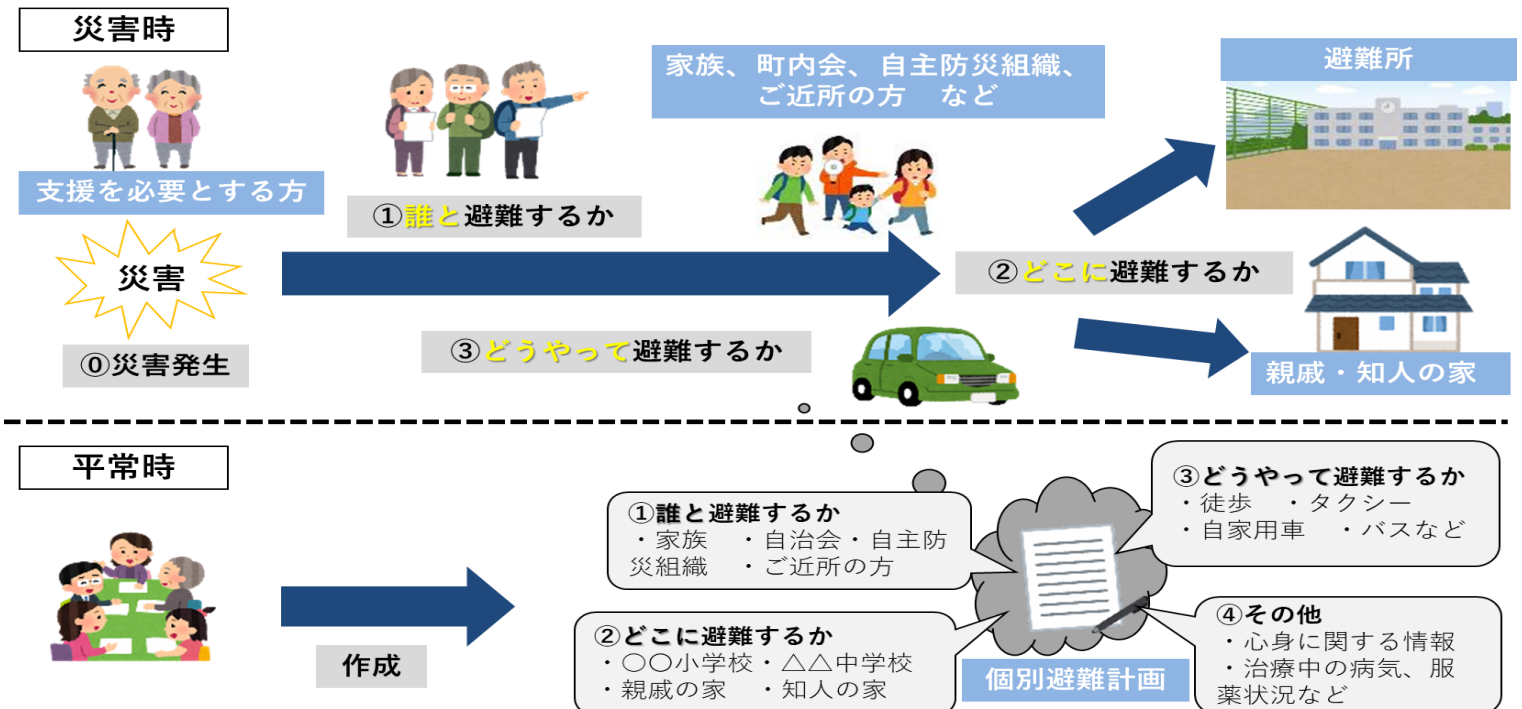 災害時
支援を必要とする方
災害
⓪災害発生
①誰と避難するか
家族、町内会、自主防災組織、
ご近所の方　など
③どうやって避難するか
②どこに避難するか
避難所
親戚・知人の家
平常時
作成
①誰と避難するか
・家族　・自治会・自主防
災組織　・ご近所の方
②どこに避難するか
・〇〇小学校・△△中学校
・親戚の家　・知人の家
個別避難計画
③どうやって避難するか
・徒歩　・タクシー
・自家用車　・バスなど
④その他
・心身に関する情報
・治療中の病気、服
薬状況など